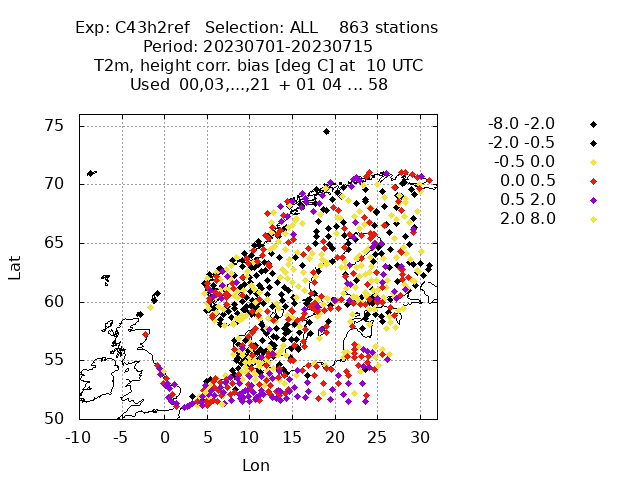 Exp: C43h2ref   Selection: ALL    863 stations
Period: 20230701-20230715
T2m, height corr. bias [deg C] at  10 UTC
Used  00,03,...,21  + 01 04 ... 58
-8.0 -2.0
-2.0 -0.5
-0.5 0.0
0.0 0.5
0.5 2.0
2.0 8.0
75
70
65
60
55
50
Lat
-10 -5 0 5 10 15 20 25 30
Lon